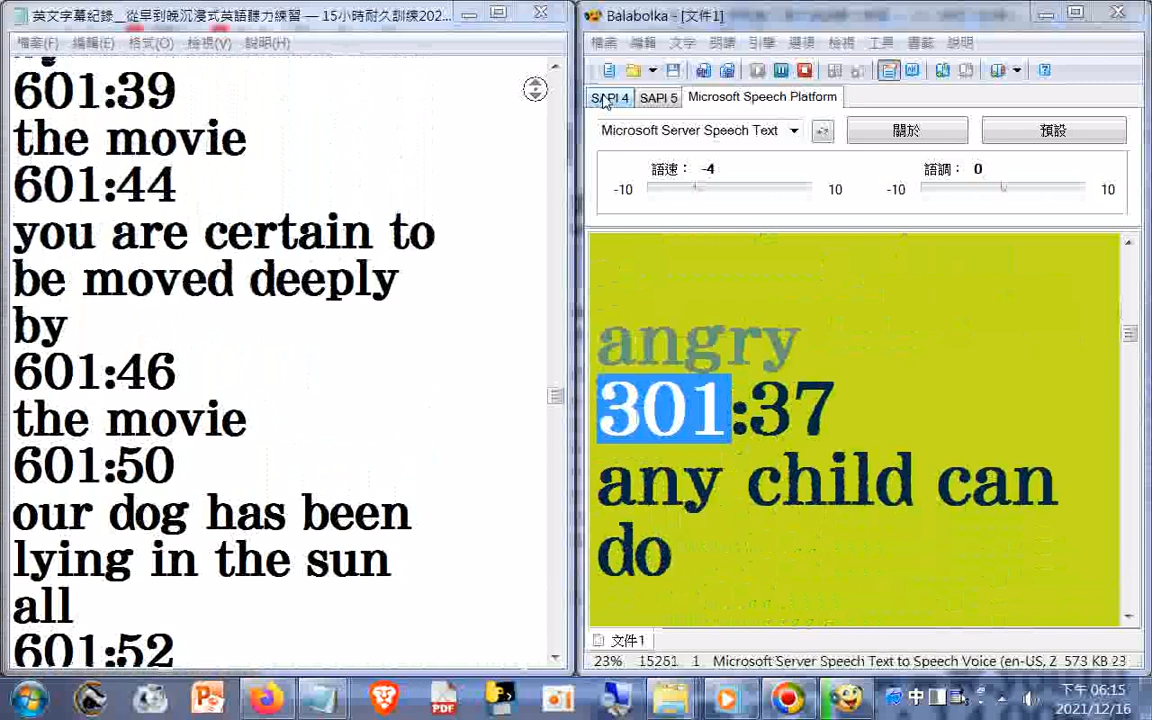 英文字幕紀錄__從早到晚沉浸式英語聽力練習 — 15小時耐久訓練202...
檔案(F) 編輯(E) 格式(O) 檢視(V) 說明(H)
601:39
the movie
601:44
you are certain to
be moved deeply
by
601:46
the movie
601:50
our dog has been
lying in the sun
all
601:52
Balabolka - [文件1]
檔案 編輯 文字 朗讀 引擎 選項 檢視 工具 書籤 說明
SAPI 4 SAPI 5 Microsoft Speech Platform
Microsoft Server Speech Text 關於 預設
語速： -4 語調： 0
-10 10 -10 10
angry
301:37
any child can
do
文件1
23% 15261 1 Microsoft Server Speech Text to Speech Voice (en-US, Z 573 KB 23
PDF 中 下午 06:15
2021/12/16